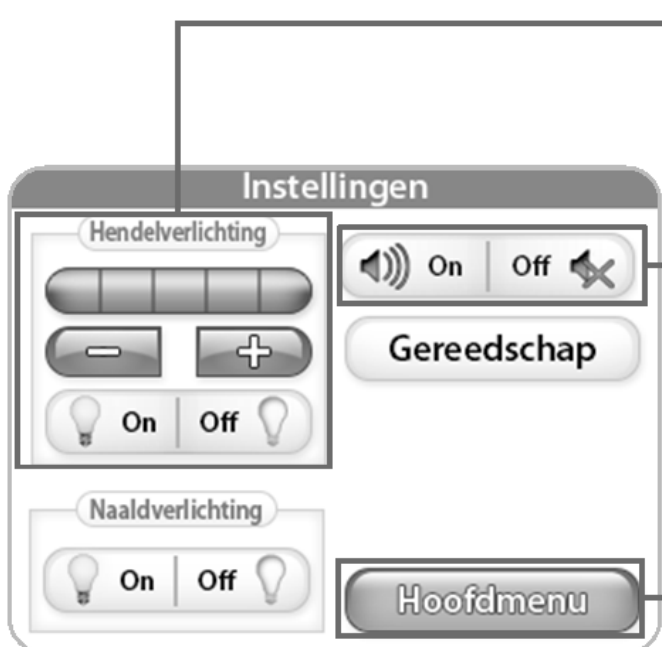 Instellingen
Hendelverlichting
On Off
Gereedschap
On Off
Naaldverlichting
On Off
Hoofdmenu